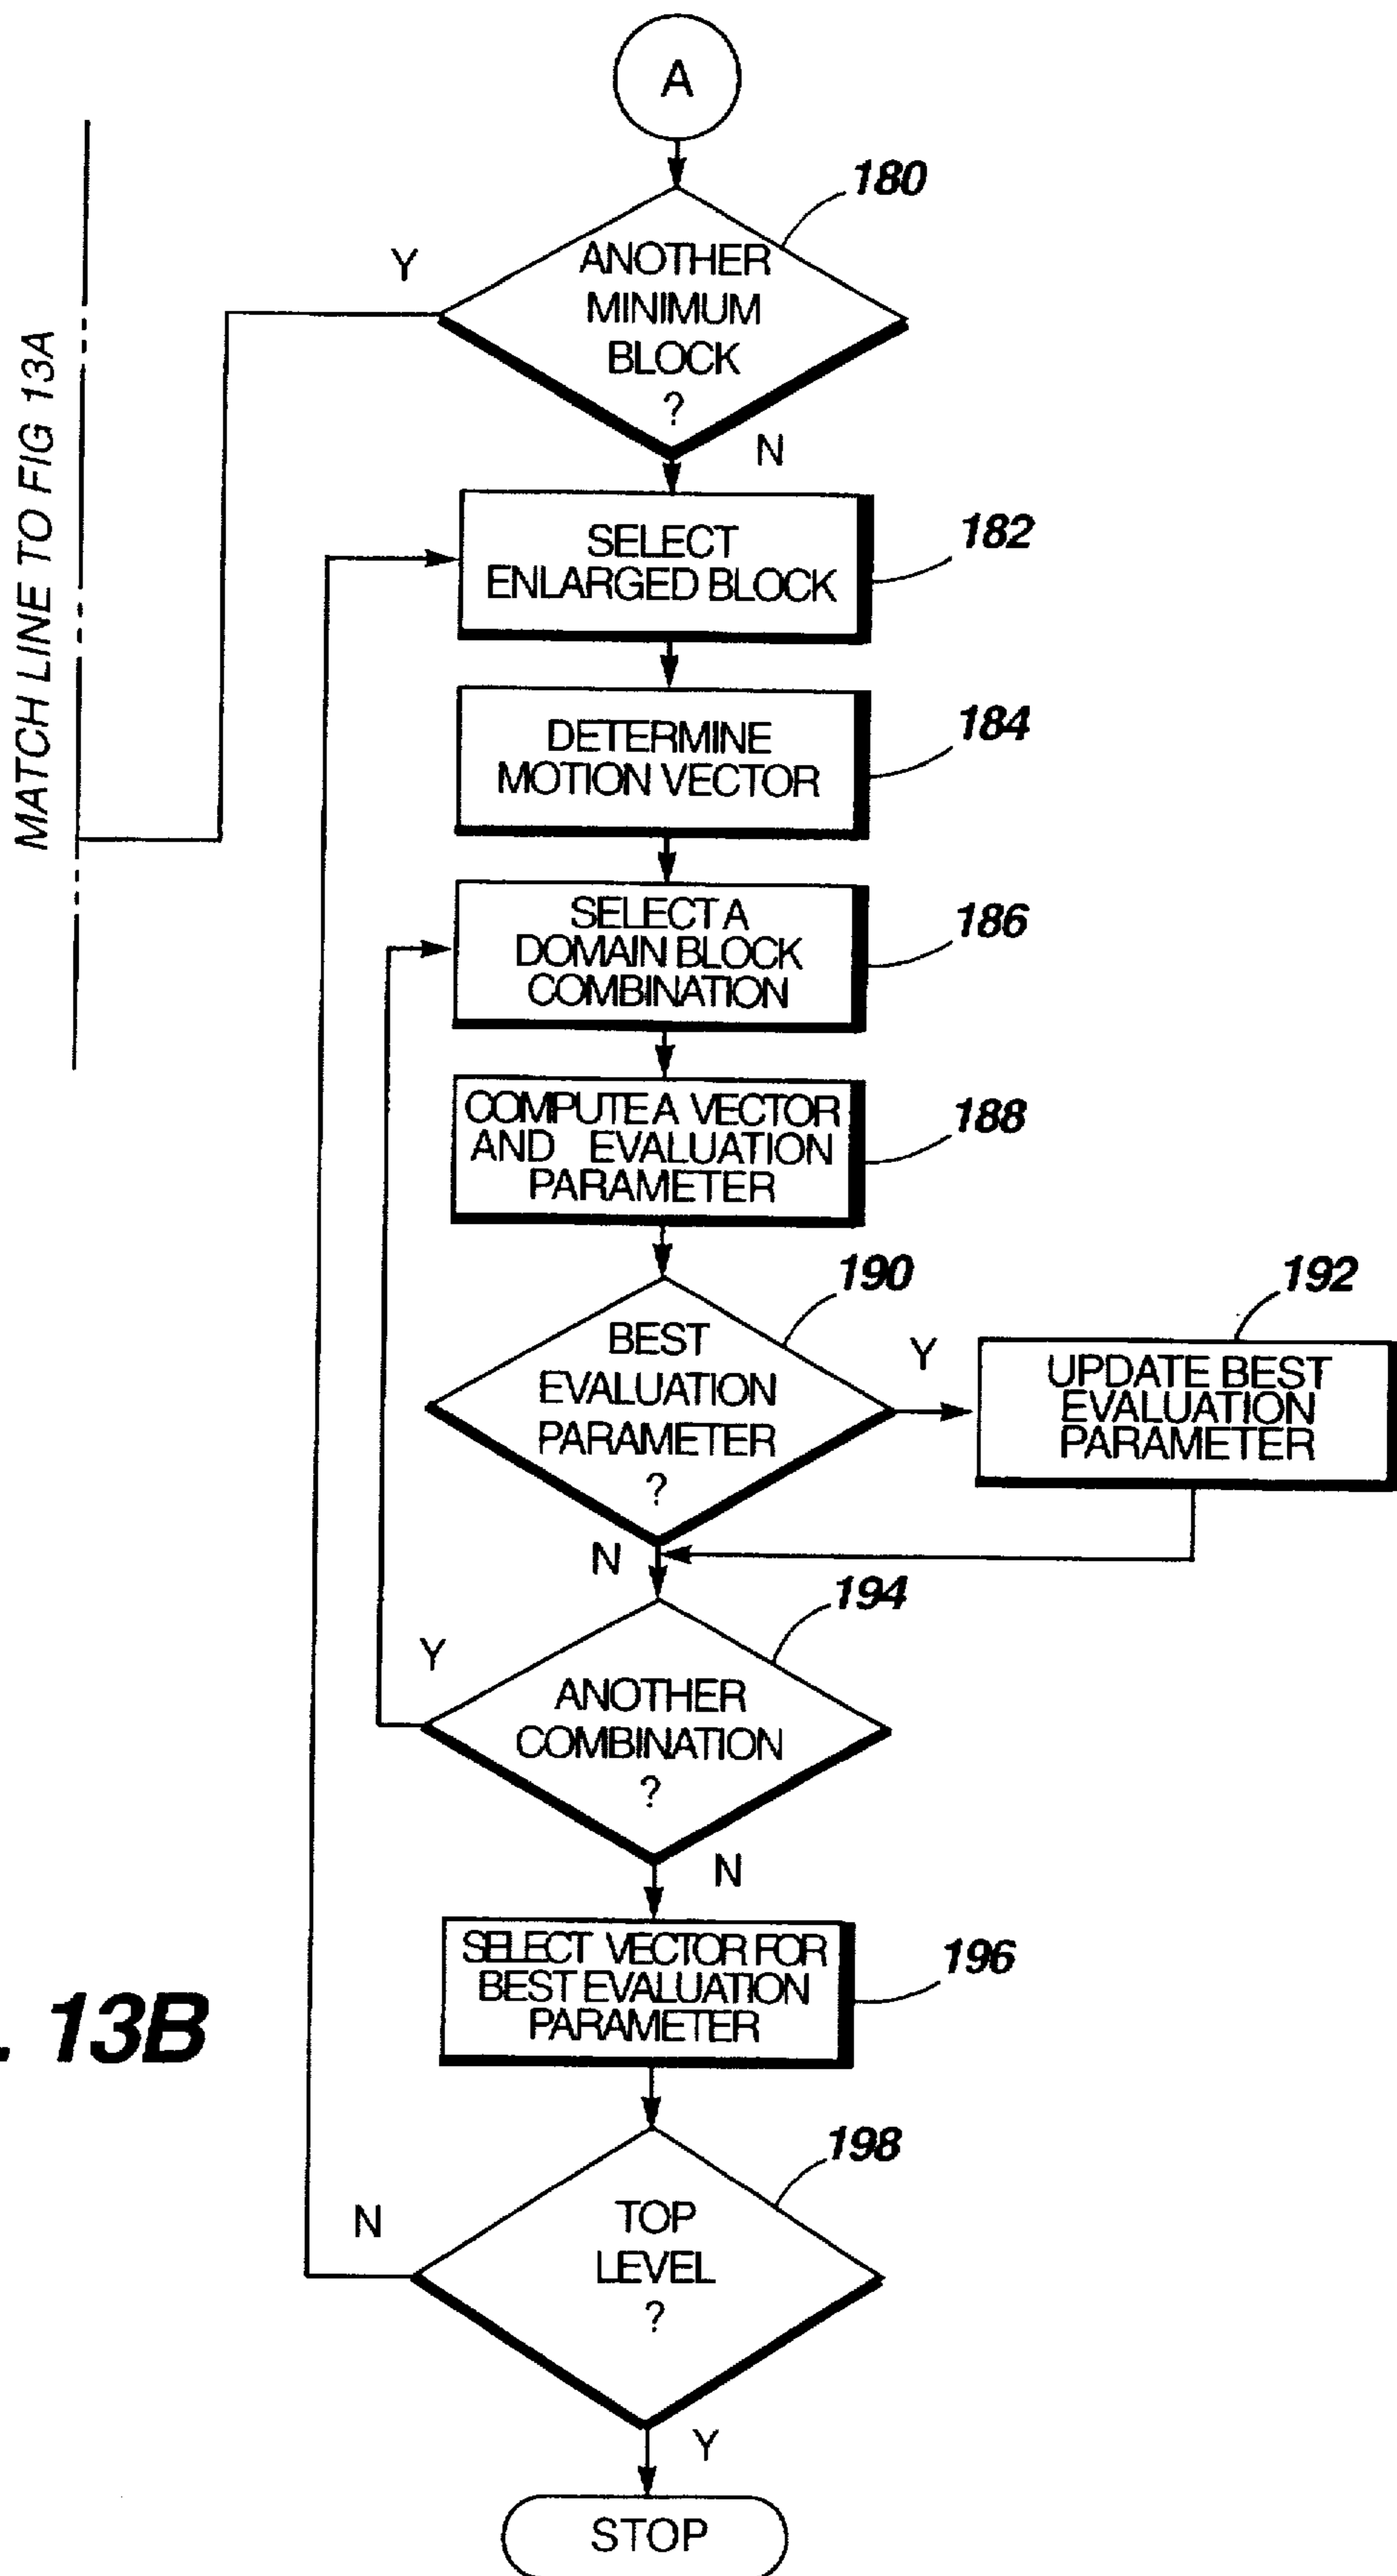 A
180
ANOTHER
MINIMUM
BLOCK
?
Y
N
MATCH LINE TO FIG 13A
182
SELECT
ENLARGED BLOCK
184
DETERMINE
MOTION VECTOR
186
SELECT A
DOMAIN BLOCK
COMBINATION
188
COMPUTE A VECTOR
AND EVALUATION
PARAMETER
190
BEST
EVALUATION
PARAMETER
?
Y
N
192
UPDATE BEST
EVALUATION
PARAMETER
194
ANOTHER
COMBINATION
?
Y
N
196
SELECT VECTOR FOR
BEST EVALUATION
PARAMETER
. 13B
198
TOP
LEVEL
?
N
Y
STOP